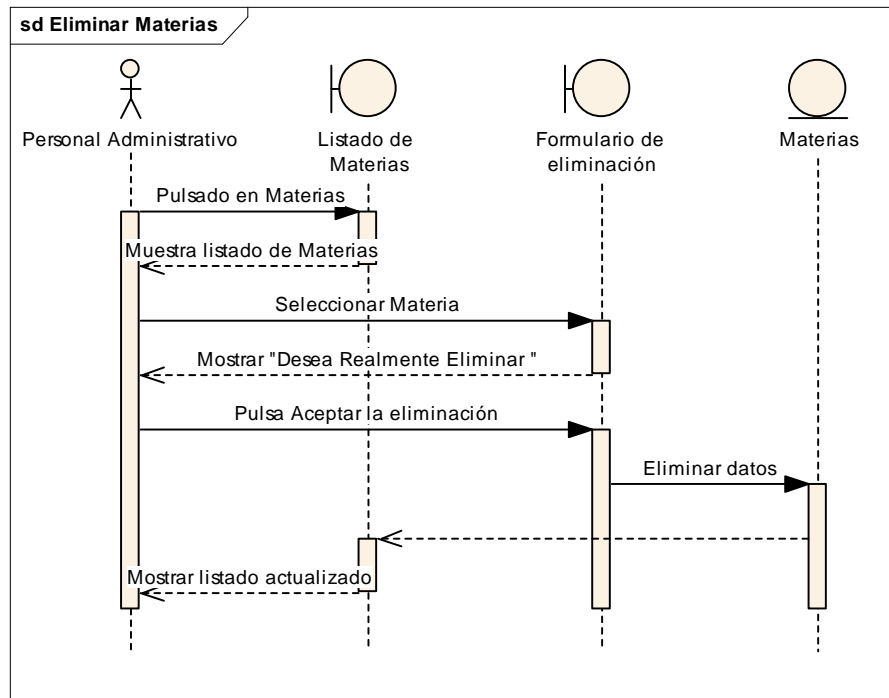 sd Eliminar Materias
Personal Administrativo
Listado de
Materias
Formulario de
eliminación
Materias
Pulsado en Materias
Muestra listado de Materias
Seleccionar Materia
Mostrar "Desea Realmente Eliminar "
Pulsa Aceptar la eliminación
Eliminar datos
Mostrar listado actualizado